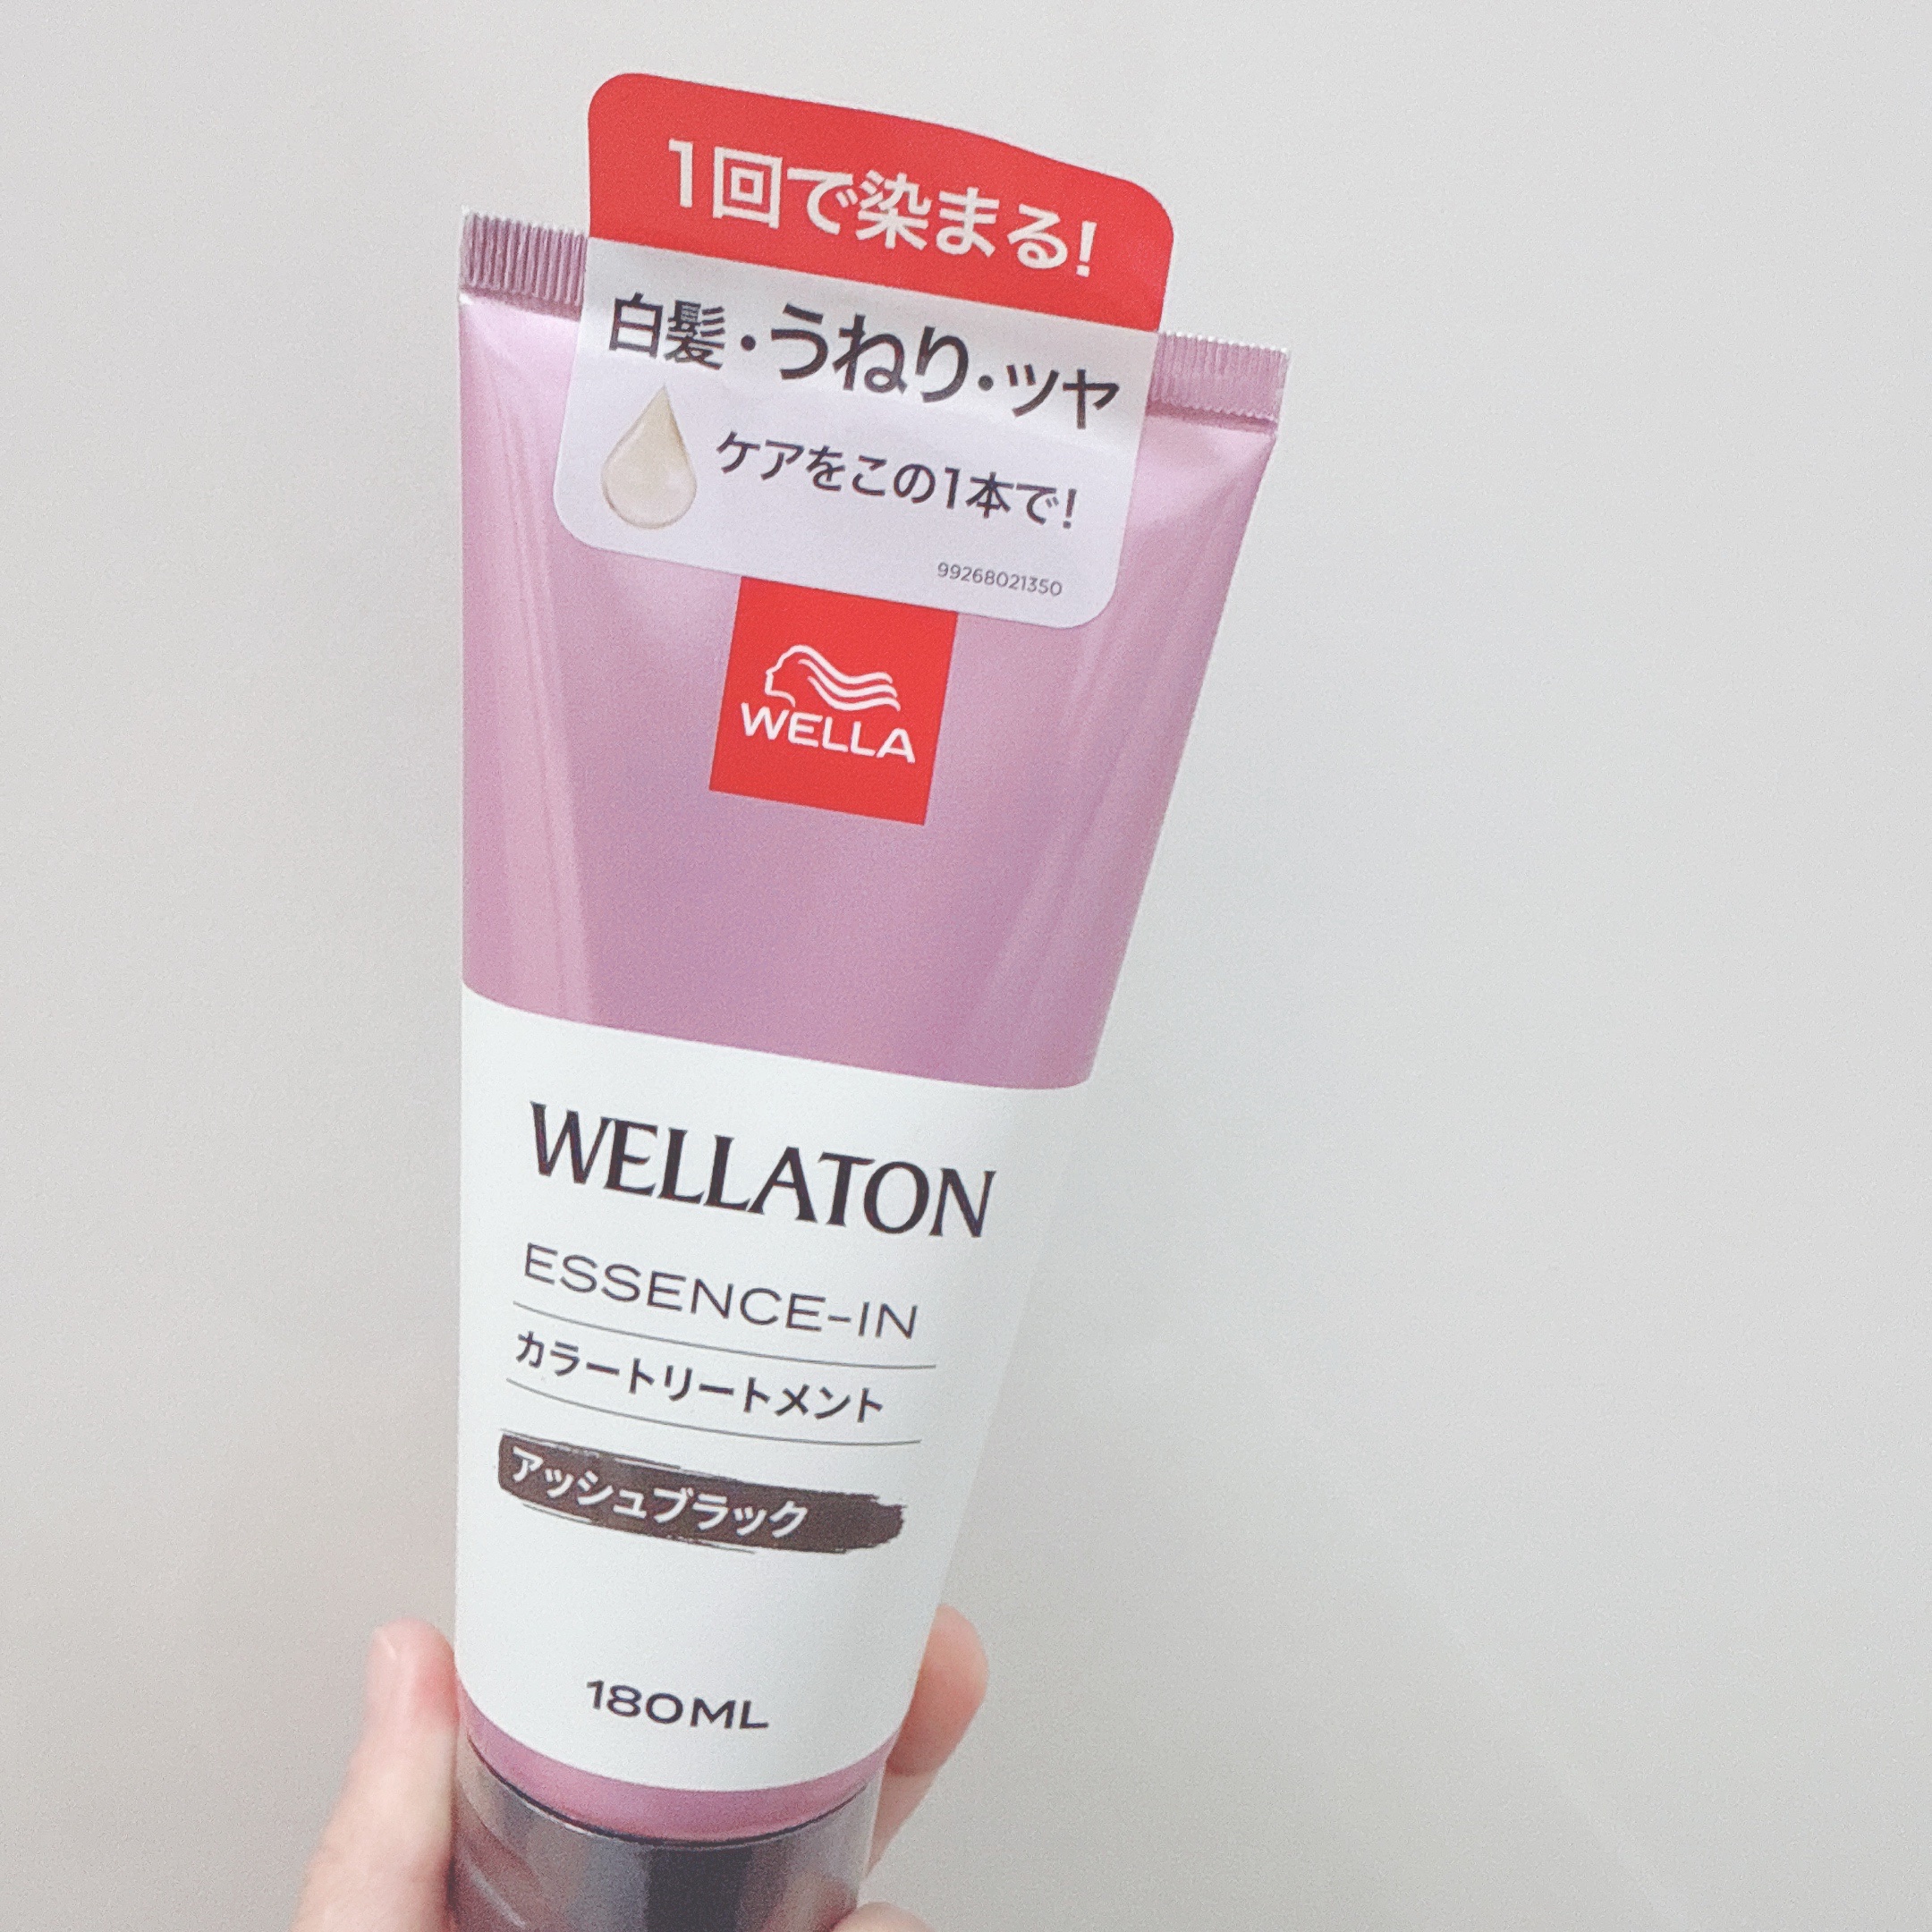 1回で染まる!
白髪・うねり・ツヤ
ケアをこの1本で!
99268021350
WELLA
WELLATON
ESSENCE-IN
カラートリートメント
アッシュブラック
180ML